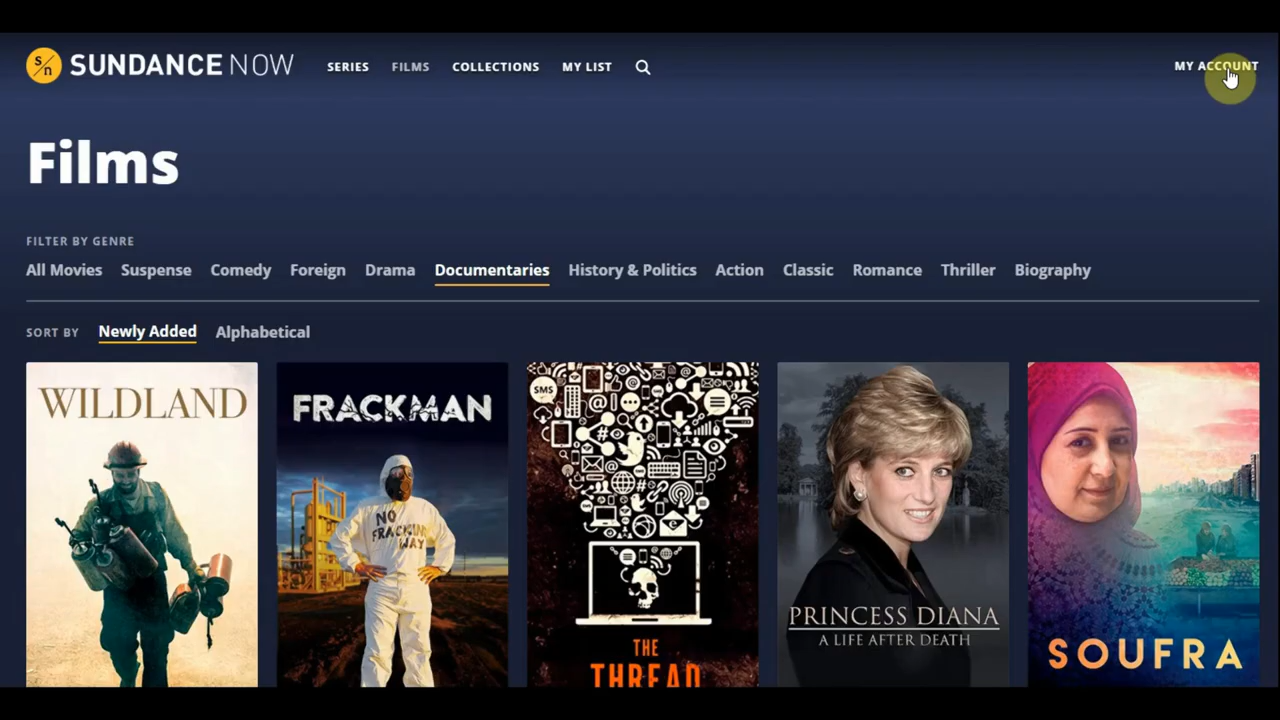 s/n SUNDANCE NOW SERIES FILMS COLLECTIONS MY LIST MY ACCOUNT
Films
FILTER BY GENRE
All Movies Suspense Comedy Foreign Drama Documentaries History & Politics Action Classic Romance Thriller Biography
SORT BY Newly Added Alphabetical
WILDLAND
FRACKMAN
NO
FRACKIN
WAY
SMS
THE
THREAD
PRINCESS DIANA
A LIFE AFTER DEATH
SOUFRA